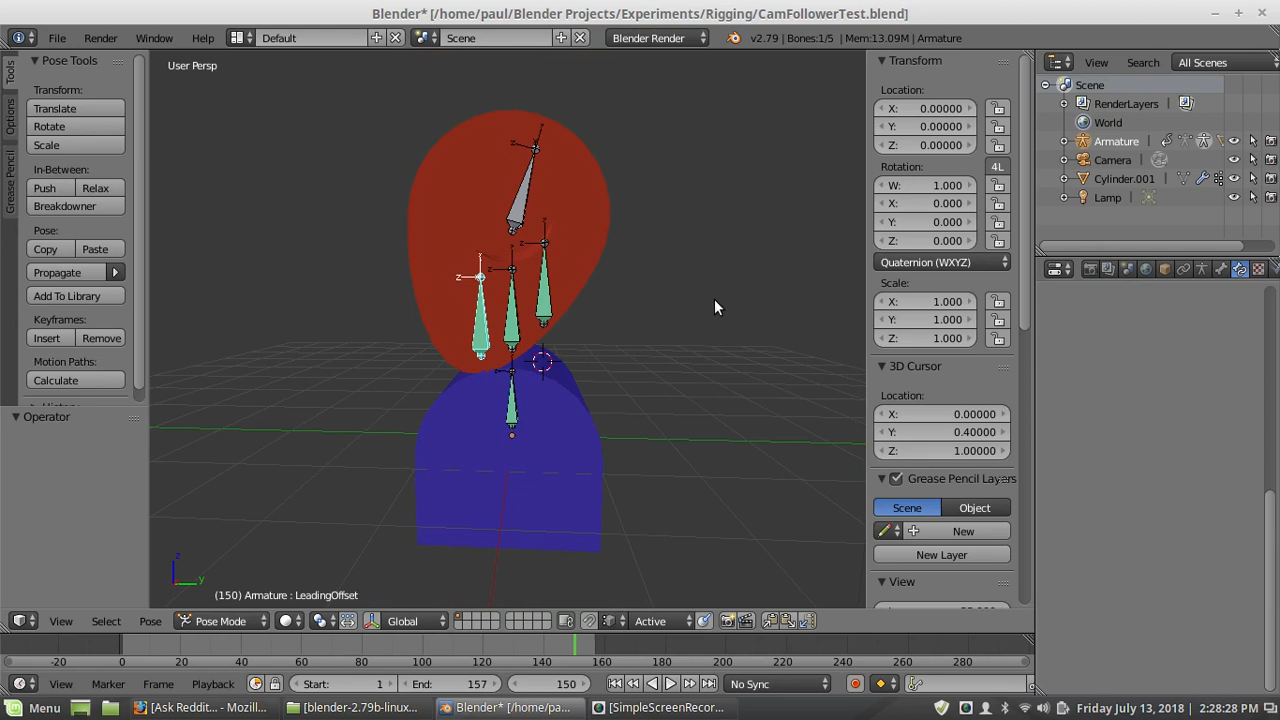 Blender* [/home/paul/Blender Projects/Experiments/Rigging/CamFollowerTest.blend]
File Render Window Help Default Scene Blender Render v2.79 | Bones:1/5 | Mem:13.09M | Armature
View Search All Scenes
Tools
Options
Grease Pencil
Pose Tools
Transform:
Translate
Rotate
Scale
In-Between:
Push Relax
Breakdowner
Pose:
Copy Paste
Propagate
Add To Library
Keyframes:
Insert Remove
Motion Paths:
Calculate
Operator
User Persp
z
z
z
z
z
y
(150) Armature : LeadingOffset
Transform
Location:
X: 0.00000
Y: 0.00000
Z: 0.00000
Rotation: 4L
W: 1.000
X: 0.000
Y: 0.000
Z: 0.000
Quaternion (WXYZ)
Scale:
X: 1.000
Y: 1.000
Z: 1.000
3D Cursor
Location:
X: 0.00000
Y: 0.40000
Z: 1.00000
Grease Pencil Layers
Scene Object
New
New Layer
View
Scene
RenderLayers
World
Armature
Camera
Cylinder.001
Lamp
View Select Pose Pose Mode Global Active
-20 0 20 40 60 80 100 120 140 160 180 200 220 240 260 280
View Marker Frame Playback Start: 1 End: 157 150 No Sync
Menu [Ask Reddit... - Mozill... [blender-2.79b-linux... Blender* [/home/pa... [SimpleScreenRecor... Friday July 13, 2018 2:28:28 PM